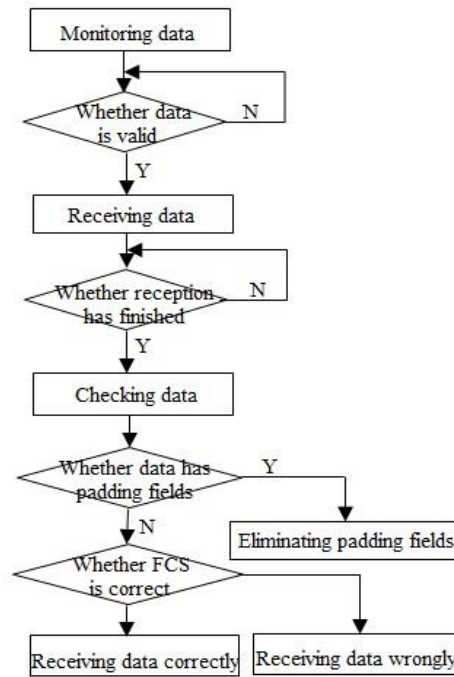 Monitoring data
Whether data
is valid
N
Y
Receiving data
Whether reception
has finished
N
Y
Checking data
Whether data has
padding fields
Y
N
Eliminating padding fields
Whether FCS
is correct
Receiving data correctly
Receiving data wrongly